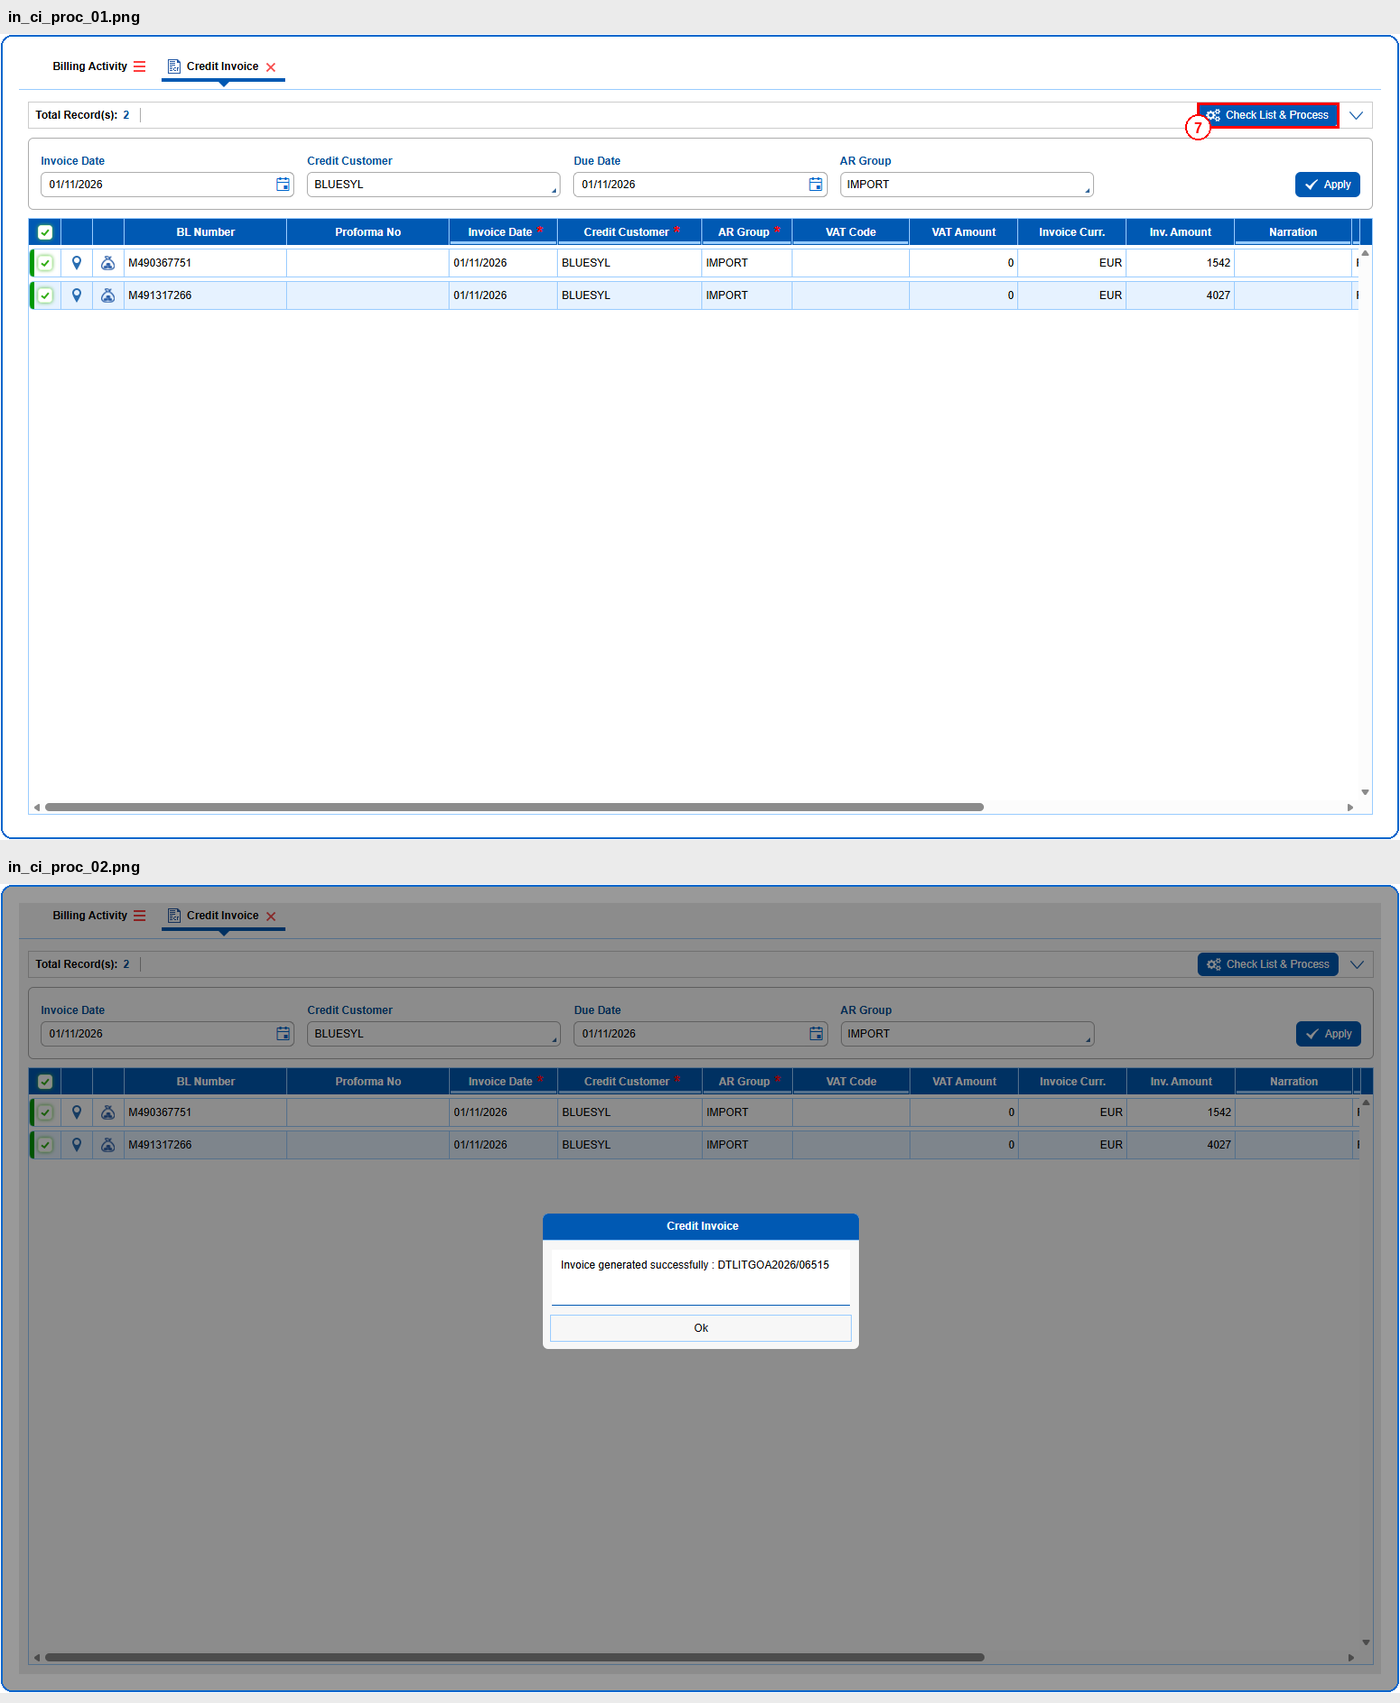 in_ci_proc_01.png
Billing Activity Credit Invoice
Total Record(s): 2 Check List & Process
7
Invoice Date Credit Customer Due Date AR Group
01/11/2026 BLUESYL 01/11/2026 IMPORT Apply
BL Number Proforma No Invoice Date * Credit Customer * AR Group * VAT Code VAT Amount Invoice Curr. Inv. Amount Narration
M490367751 01/11/2026 BLUESYL IMPORT 0 EUR 1542
M491317266 01/11/2026 BLUESYL IMPORT 0 EUR 4027
in_ci_proc_02.png
Billing Activity Credit Invoice
Total Record(s): 2 Check List & Process
Invoice Date Credit Customer Due Date AR Group
01/11/2026 BLUESYL 01/11/2026 IMPORT Apply
BL Number Proforma No Invoice Date * Credit Customer * AR Group * VAT Code VAT Amount Invoice Curr. Inv. Amount Narration
M490367751 01/11/2026 BLUESYL IMPORT 0 EUR 1542
M491317266 01/11/2026 BLUESYL IMPORT 0 EUR 4027
Credit Invoice
Invoice generated successfully : DTLITGOA2026/06515
Ok